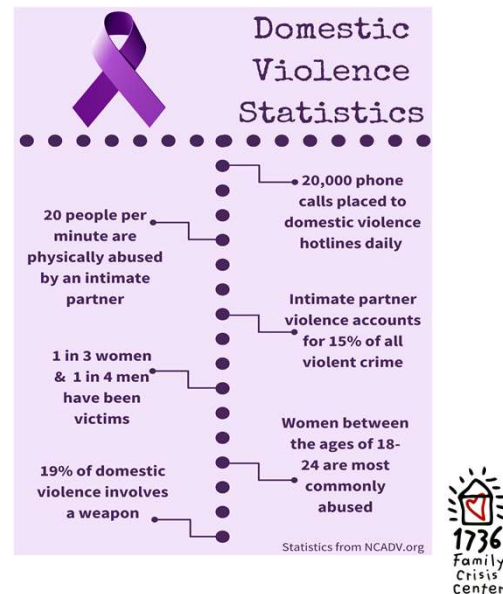 Domestic
Violence
Statistics
20,000 phone
calls placed to
domestic violence
hotlines daily
20 people per
minute are
physically abused
by an intimate
partner
Intimate partner
violence accounts
for 15% of all
violent crime
1 in 3 women
& 1 in 4 men
have been
victims
Women between
the ages of 18-
24 are most
commonly
abused
19% of domestic
violence involves
a weapon
Statistics from NCADV.org
1736
Family
Crisis
Center